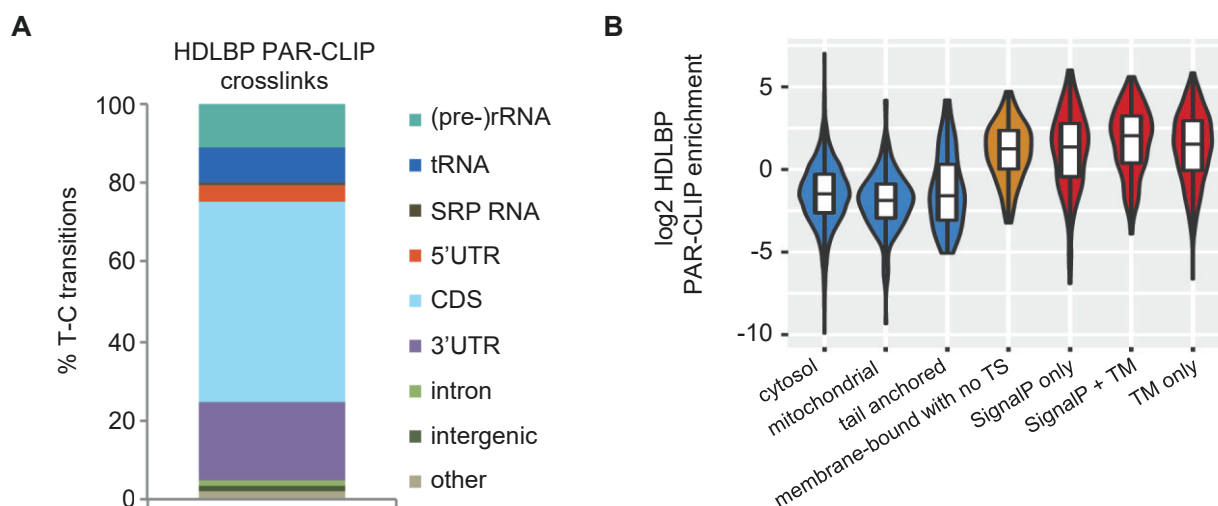 A
HDLBP PAR-CLIP
crosslinks
% T-C transitions
100
80
60
40
20
0
(pre-)rRNA
tRNA
SRP RNA
5’UTR
CDS
3’UTR
intron
intergenic
other
B
log2 HDLBP
PAR-CLIP enrichment
5
0
-5
-10
cytosol
mitochondrial
tail anchored
membrane-bound with no TS
SignalP only
SignalP + TM
TM only